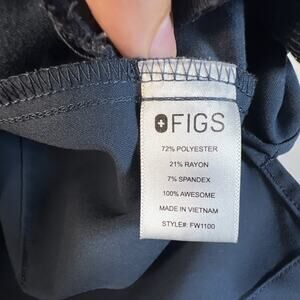 FIGS
72% POLYESTER
21% RAYON
7% SPANDEX
100% AWESOME
MADE IN VIETNAM
STYLE#: FW1100